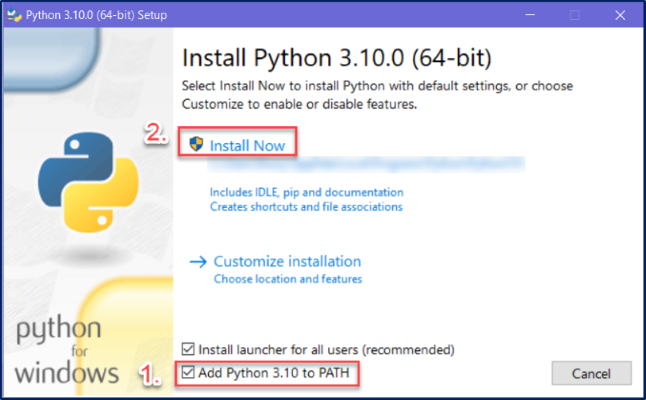 Python 3.10.0 (64-bit) Setup
Install Python 3.10.0 (64-bit)
Select Install Now to install Python with default settings, or choose
Customize to enable or disable features.
2.
Install Now
Includes IDLE, pip and documentation
Creates shortcuts and file associations
Customize installation
Choose location and features
python
for
windows
Install launcher for all users (recommended)
1.
Add Python 3.10 to PATH
Cancel